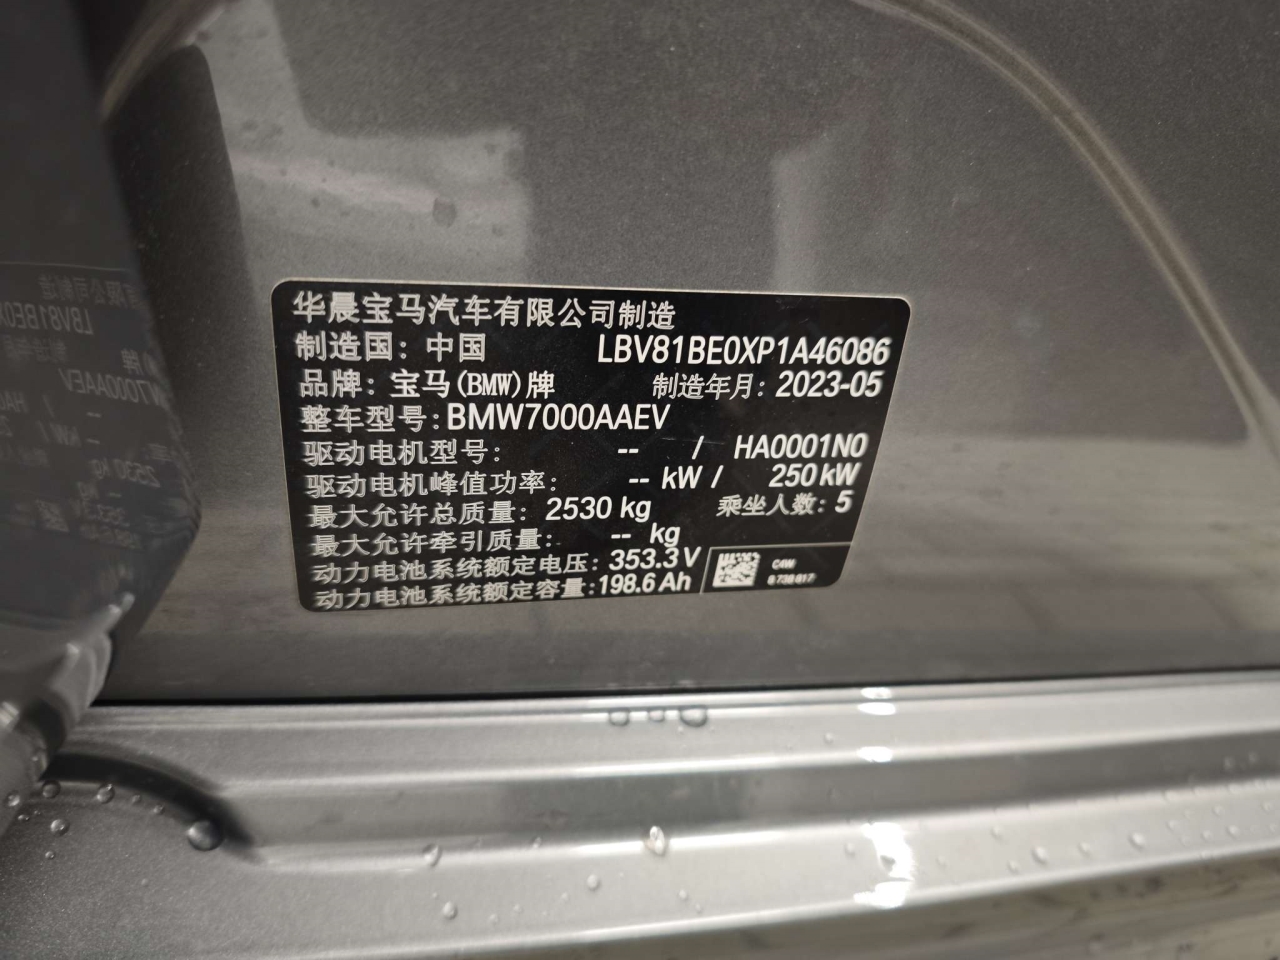 华晨宝马汽车有限公司制造
制造国：中国 LBV81BE0XP1A46086
品牌：宝马(BMW)牌 制造年月：2023-05
整车型号：BMW7000AAEV
驱动电机型号： -- / HA0001N0
驱动电机峰值功率： -- kW / 250 kW
最大允许总质量： 2530 kg 乘坐人数：5
最大允许牵引质量： -- kg
动力电池系统额定电压：353.3 V
动力电池系统额定容量：198.6 Ah
C4W